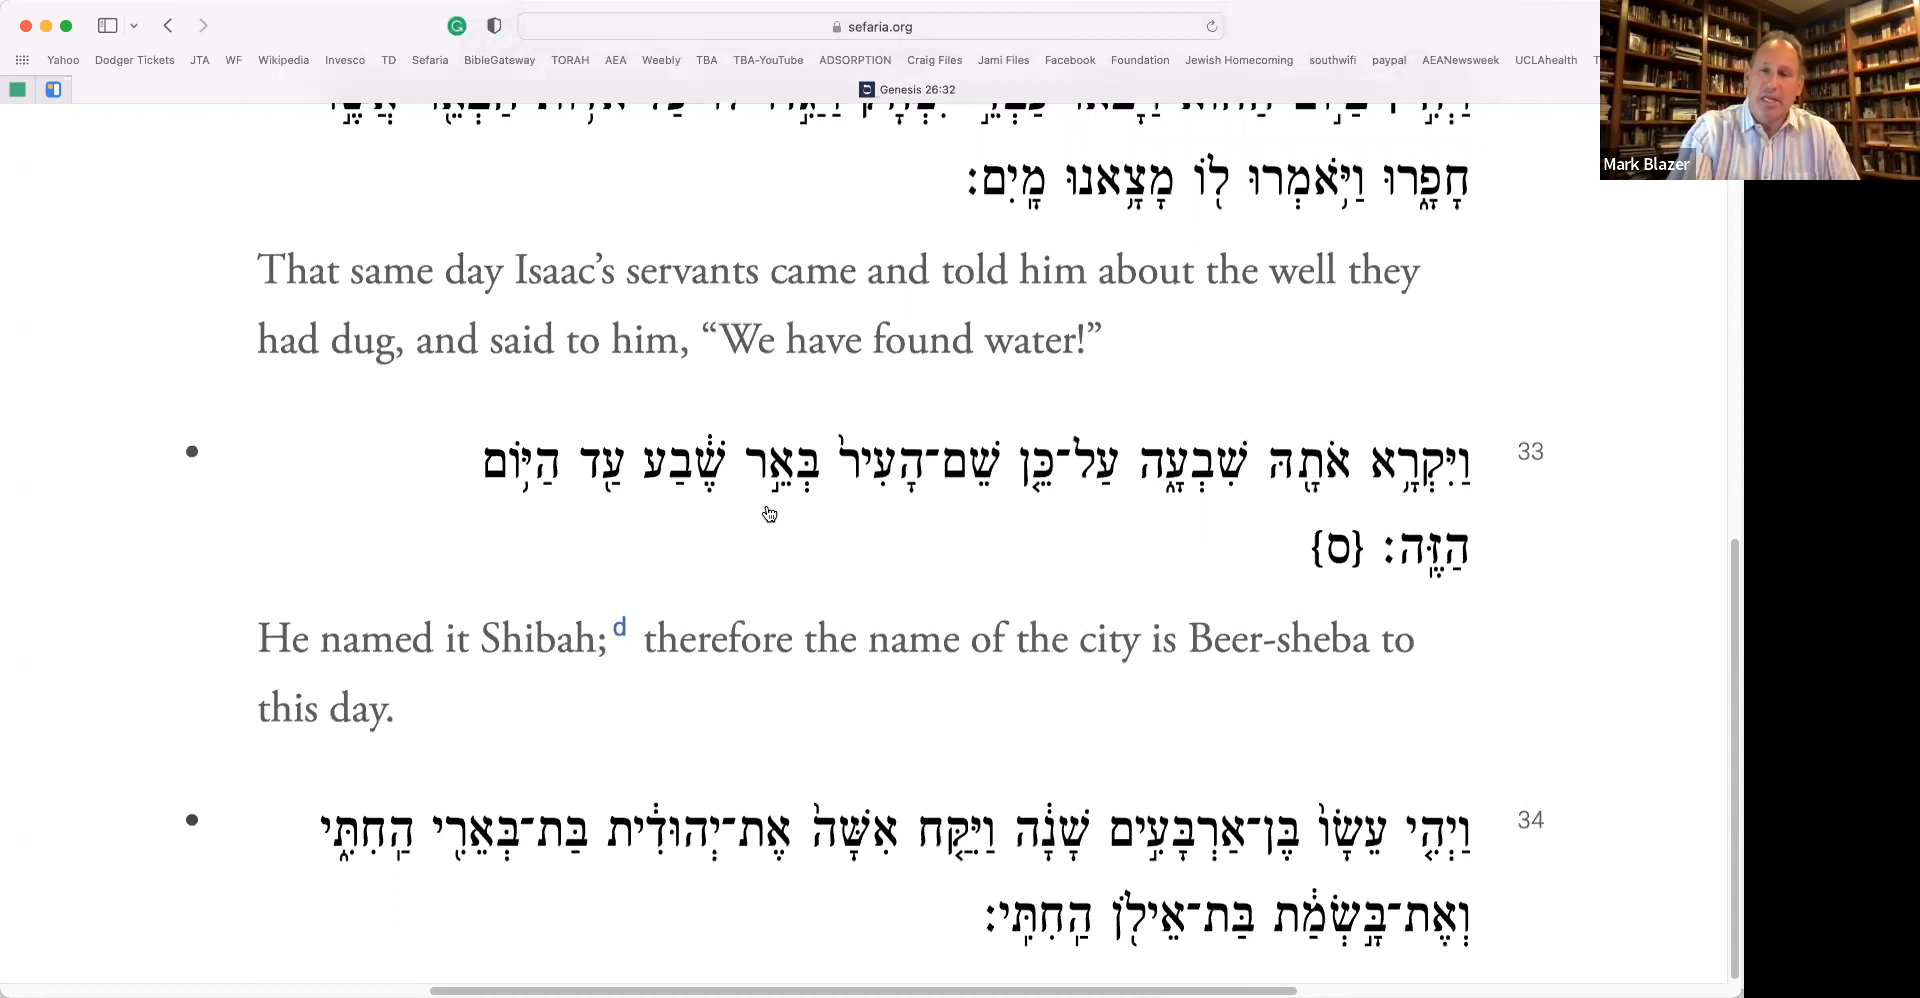 sefaria.org
Yahoo Dodger Tickets JTA WF Wikipedia Invesco TD Sefaria BibleGateway TORAH AEA Weebly TBA TBA-YouTube ADSORPTION Craig Files Jami Files Facebook Foundation Jewish Homecoming southwifi paypal AEANewsweek UCLAhealth
Genesis 26:32
Mark Blazer
חָפָ֑רוּ וַיֹּ֥אמְרוּ ל֖וֹ מָצָ֥אנוּ מָֽיִם׃
That same day Isaac’s servants came and told him about the well they
had dug, and said to him, “We have found water!”
33
וַיִּקְרָ֥א אֹתָ֖הּ שִׁבְעָ֑ה עַל־כֵּ֤ן שֵׁם־הָעִיר֙ בְּאֵ֣ר שֶׁ֔בַע עַ֖ד הַיּ֥וֹם
הַזֶּֽה׃ {ס}
He named it Shibah;d therefore the name of the city is Beer-sheba to
this day.
34
וַיְהִ֤י עֵשָׂו֙ בֶּן־אַרְבָּעִ֣ים שָׁנָ֔ה וַיִּקַּ֤ח אִשָּׁה֙ אֶת־יְהוּדִ֔ית בַּת־בְּאֵרִ֖י הַֽחִתִּ֑י
וְאֶת־בָּ֣שְׂמַ֔ת בַּת־אֵילֹ֖ן הַֽחִתִּֽי׃